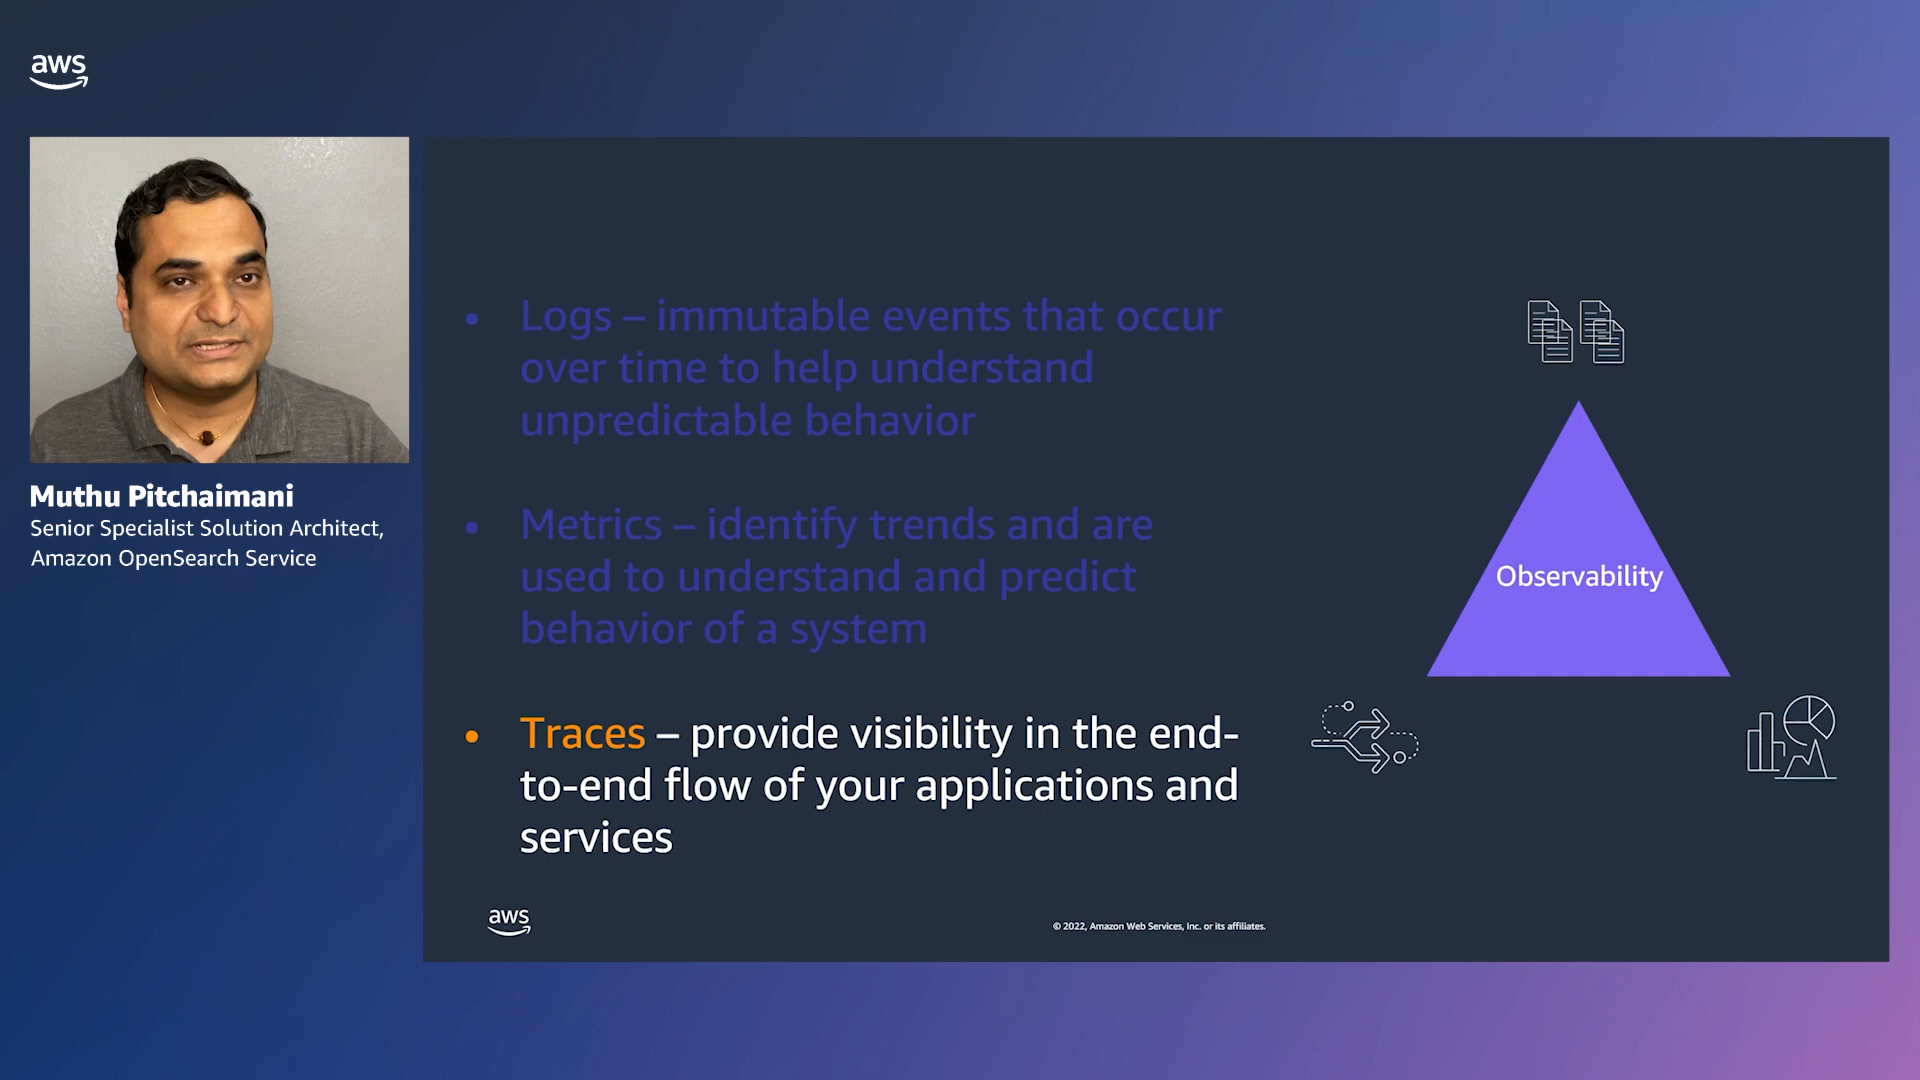 aws
Muthu Pitchaimani
Senior Specialist Solution Architect,
Amazon OpenSearch Service
• Logs – immutable events that occur
over time to help understand
unpredictable behavior
• Metrics – identify trends and are
used to understand and predict
behavior of a system
• Traces – provide visibility in the end-
to-end flow of your applications and
services
Observability
aws
© 2022, Amazon Web Services, Inc. or its affiliates.